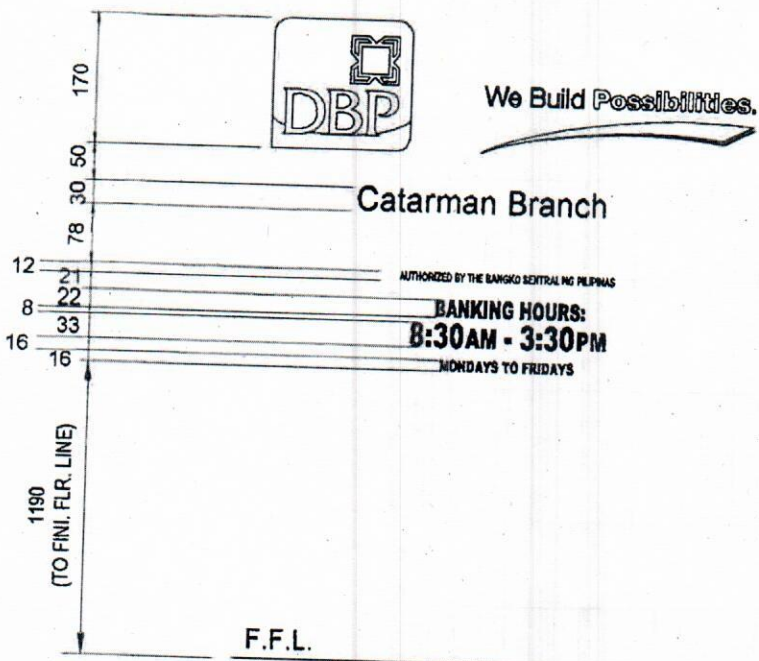 170
DBP
We Build Possibilities.
50
30
Catarman Branch
78
12
21
AUTHORIZED BY THE BANGKO SENTRAL NG PILIPINAS
22
BANKING HOURS:
8
33
8:30AM - 3:30PM
16
16
MONDAYS TO FRIDAYS
1190
(TO FINI. FLR. LINE)
F.F.L.